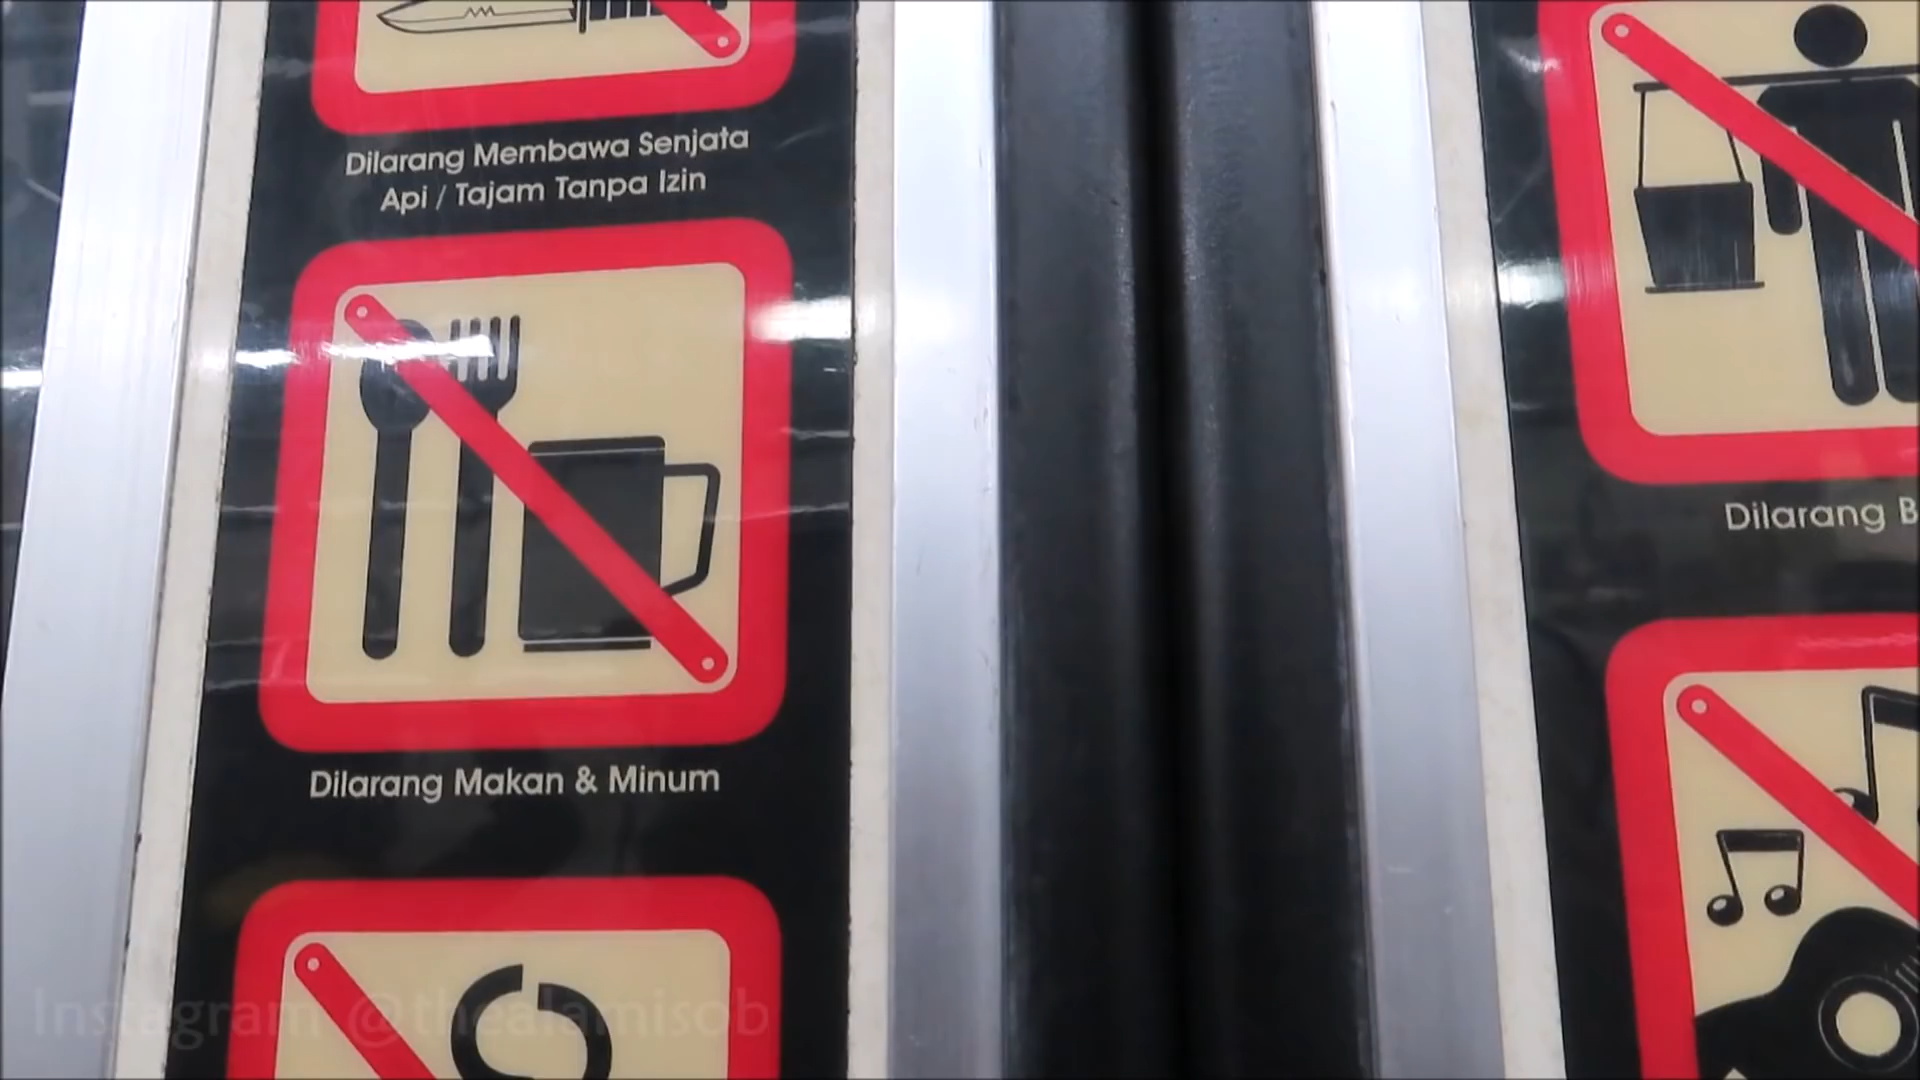 Dilarang Membawa Senjata
Api / Tajam Tanpa Izin
Dilarang Makan & Minum
Dilarang B
Instagram @thealamisob